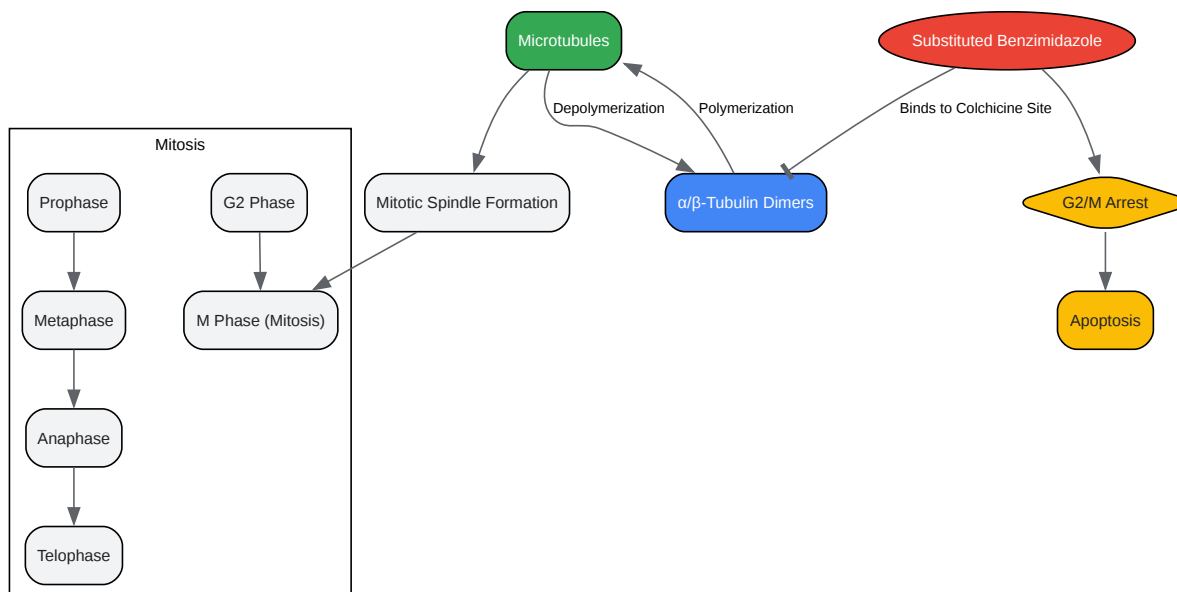 Microtubules
Substituted Benzimidazole
Depolymerization
Polymerization
Binds to Colchicine Site
Mitosis
Prophase
G2 Phase
Mitotic Spindle Formation
α/β-Tubulin Dimers
G2/M Arrest
Metaphase
M Phase (Mitosis)
Apoptosis
Anaphase
Telophase